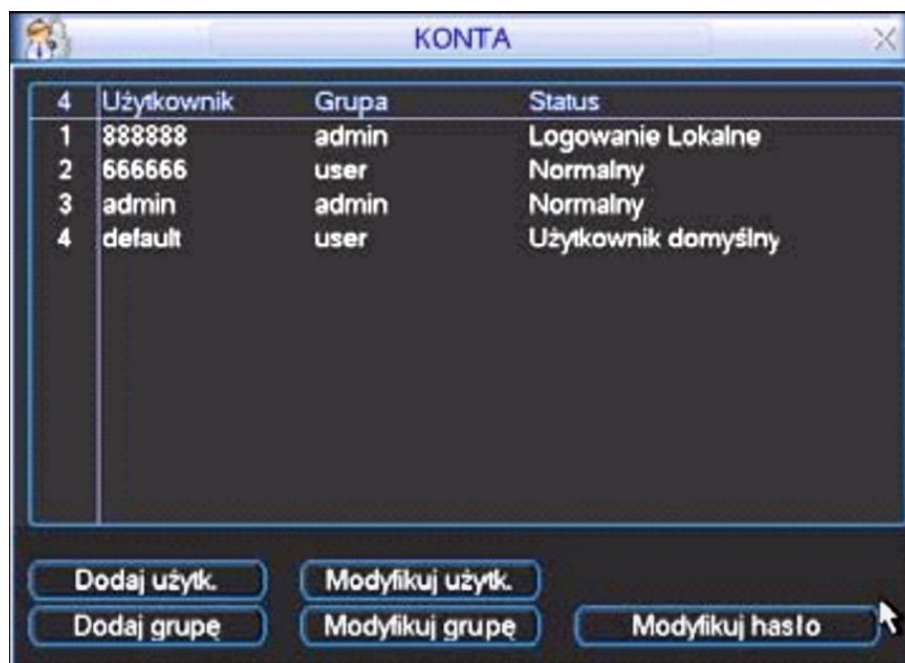 KONTA
4 Użytkownik Grupa Status
1 888888 admin Logowanie Lokalne
2 666666 user Normalny
3 admin admin Normalny
4 default user Użytkownik domyślny
Dodaj użytk. Modyfikuj użytk.
Dodaj grupę Modyfikuj grupę Modyfikuj hasło